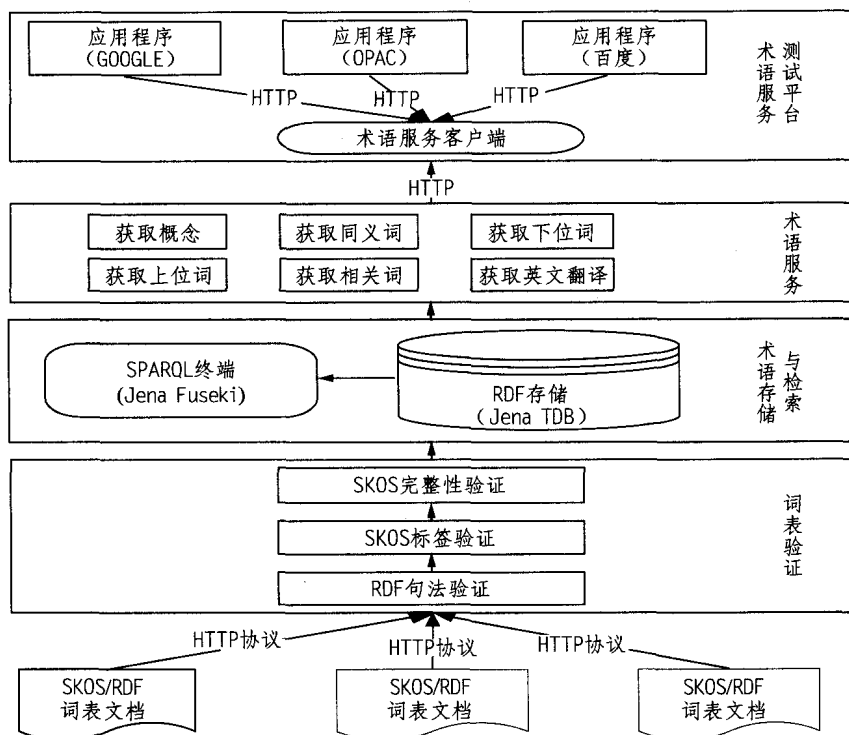 应用程序
(GOOGLE)
应用程序
(OPAC)
应用程序
(百度)
HTTP
HTTP
HTTP
术语服务客户端
术语服务
测试平台
HTTP
获取概念
获取同义词
获取下位词
获取上位词
获取相关词
获取英文翻译
术语服务
SPARQL终端
(Jena Fuseki)
RDF存储
(Jena TDB)
术语存储
与检索
SKOS完整性验证
SKOS标签验证
RDF句法验证
词表验证
HTTP协议
HTTP协议
HTTP协议
SKOS/RDF
词表文档
SKOS/RDF
词表文档
SKOS/RDF
词表文档